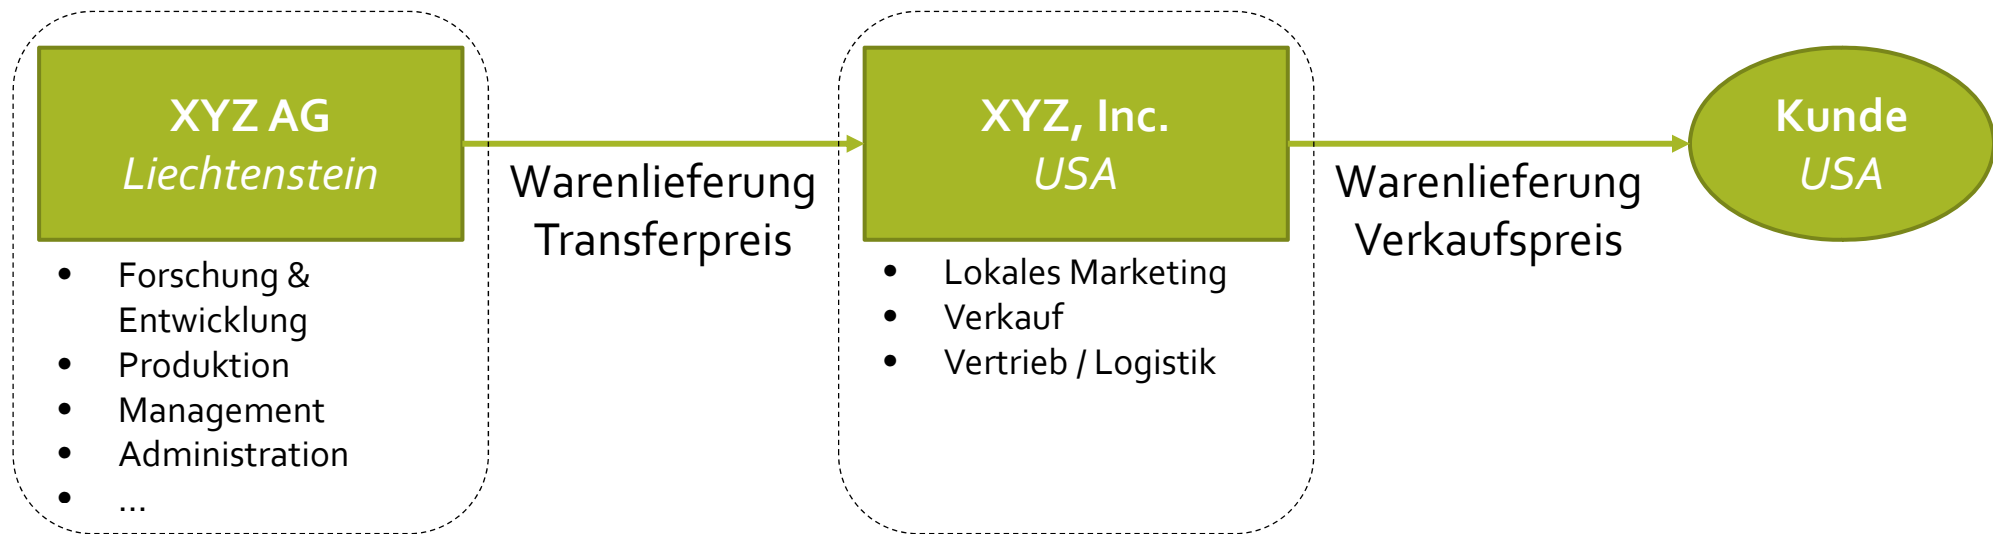 XYZ AG
Liechtenstein
• Forschung &
Entwicklung
• Produktion
• Management
• Administration
• ...
Warenlieferung
Transferpreis
XYZ, Inc.
USA
• Lokales Marketing
• Verkauf
• Vertrieb / Logistik
Warenlieferung
Verkaufspreis
Kunde
USA